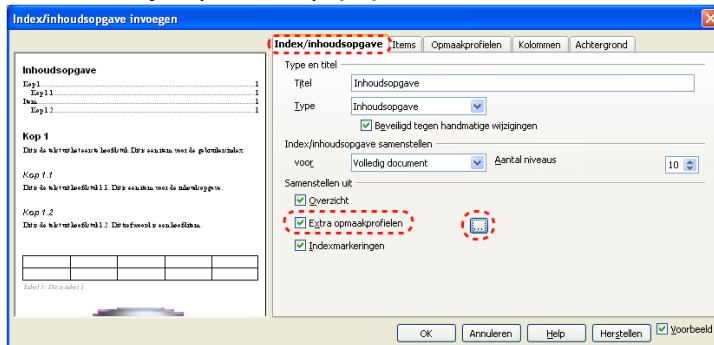 Index/inhoudsopgave invoegen
Index/inhoudsopgave Items Opmaakprofielen Kolommen Achtergrond
Type en titel
Titel Inhoudsopgave
Type Inhoudsopgave
Beveiligd tegen handmatige wijzigingen
Index/inhoudsopgave samenstellen
voor Volledig document Aantal niveaus 10
Samenstellen uit
Overzicht
Extra opmaakprofielen ...
Indexmarkeringen
Inhoudsopgave
Kop 1 1
Kop 1.1 1
Item 1
Kop 1.2 1
Kop 1
Dit is de tekst uit het eerste hoofdstuk. Dit is een item voor de gebruikersindex.
Kop 1.1
Dit is de tekst uit hoofdstuk 1.1. Dit is een item voor de inhoudsopgave.
Kop 1.2
Dit is de tekst uit hoofdstuk 1.2. Dit trefwoord is een hoofditem.
Tabel 1: Dit is tabel 1
OK Annuleren Help Herstellen Voorbeeld